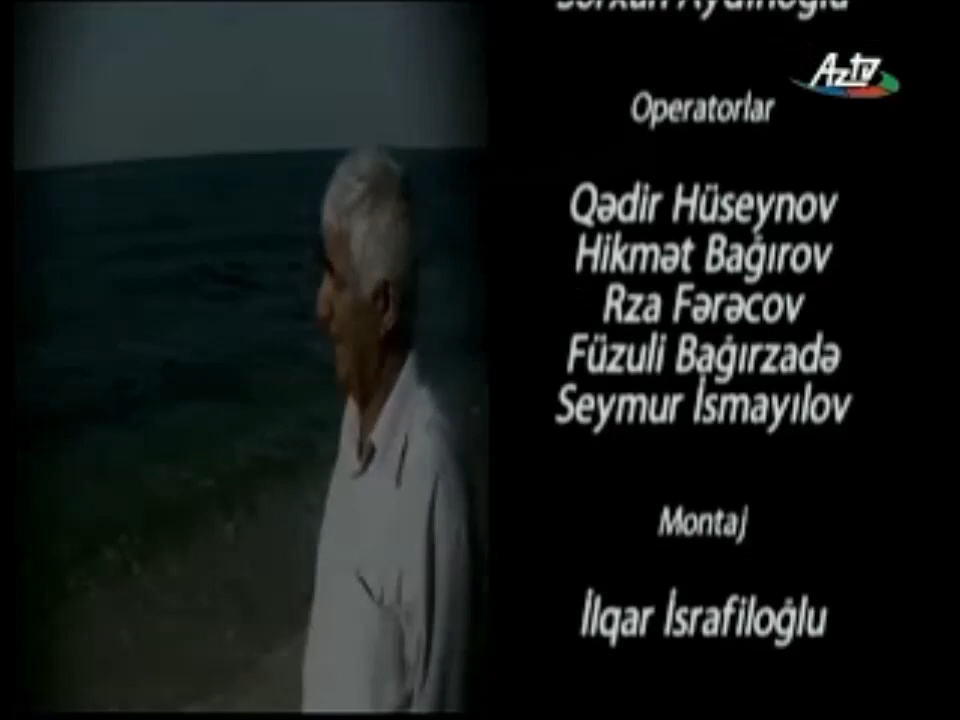 AZTV
Operatorlar
Qədir Hüseynov
Hikmət Bağırov
Rza Fərəcov
Füzuli Bağırzadə
Seymur İsmayılov
Montaj
İlqar İsrafiloğlu